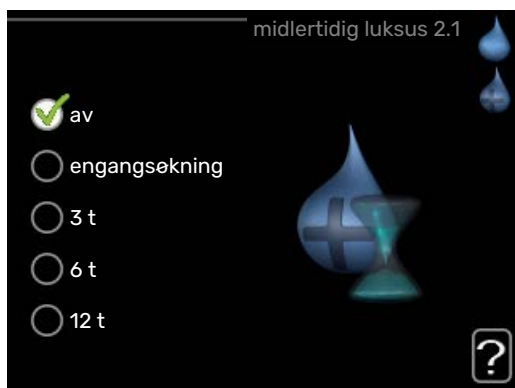 midlertidig luksus 2.1
av
engangsøkning
3 t
6 t
12 t
?